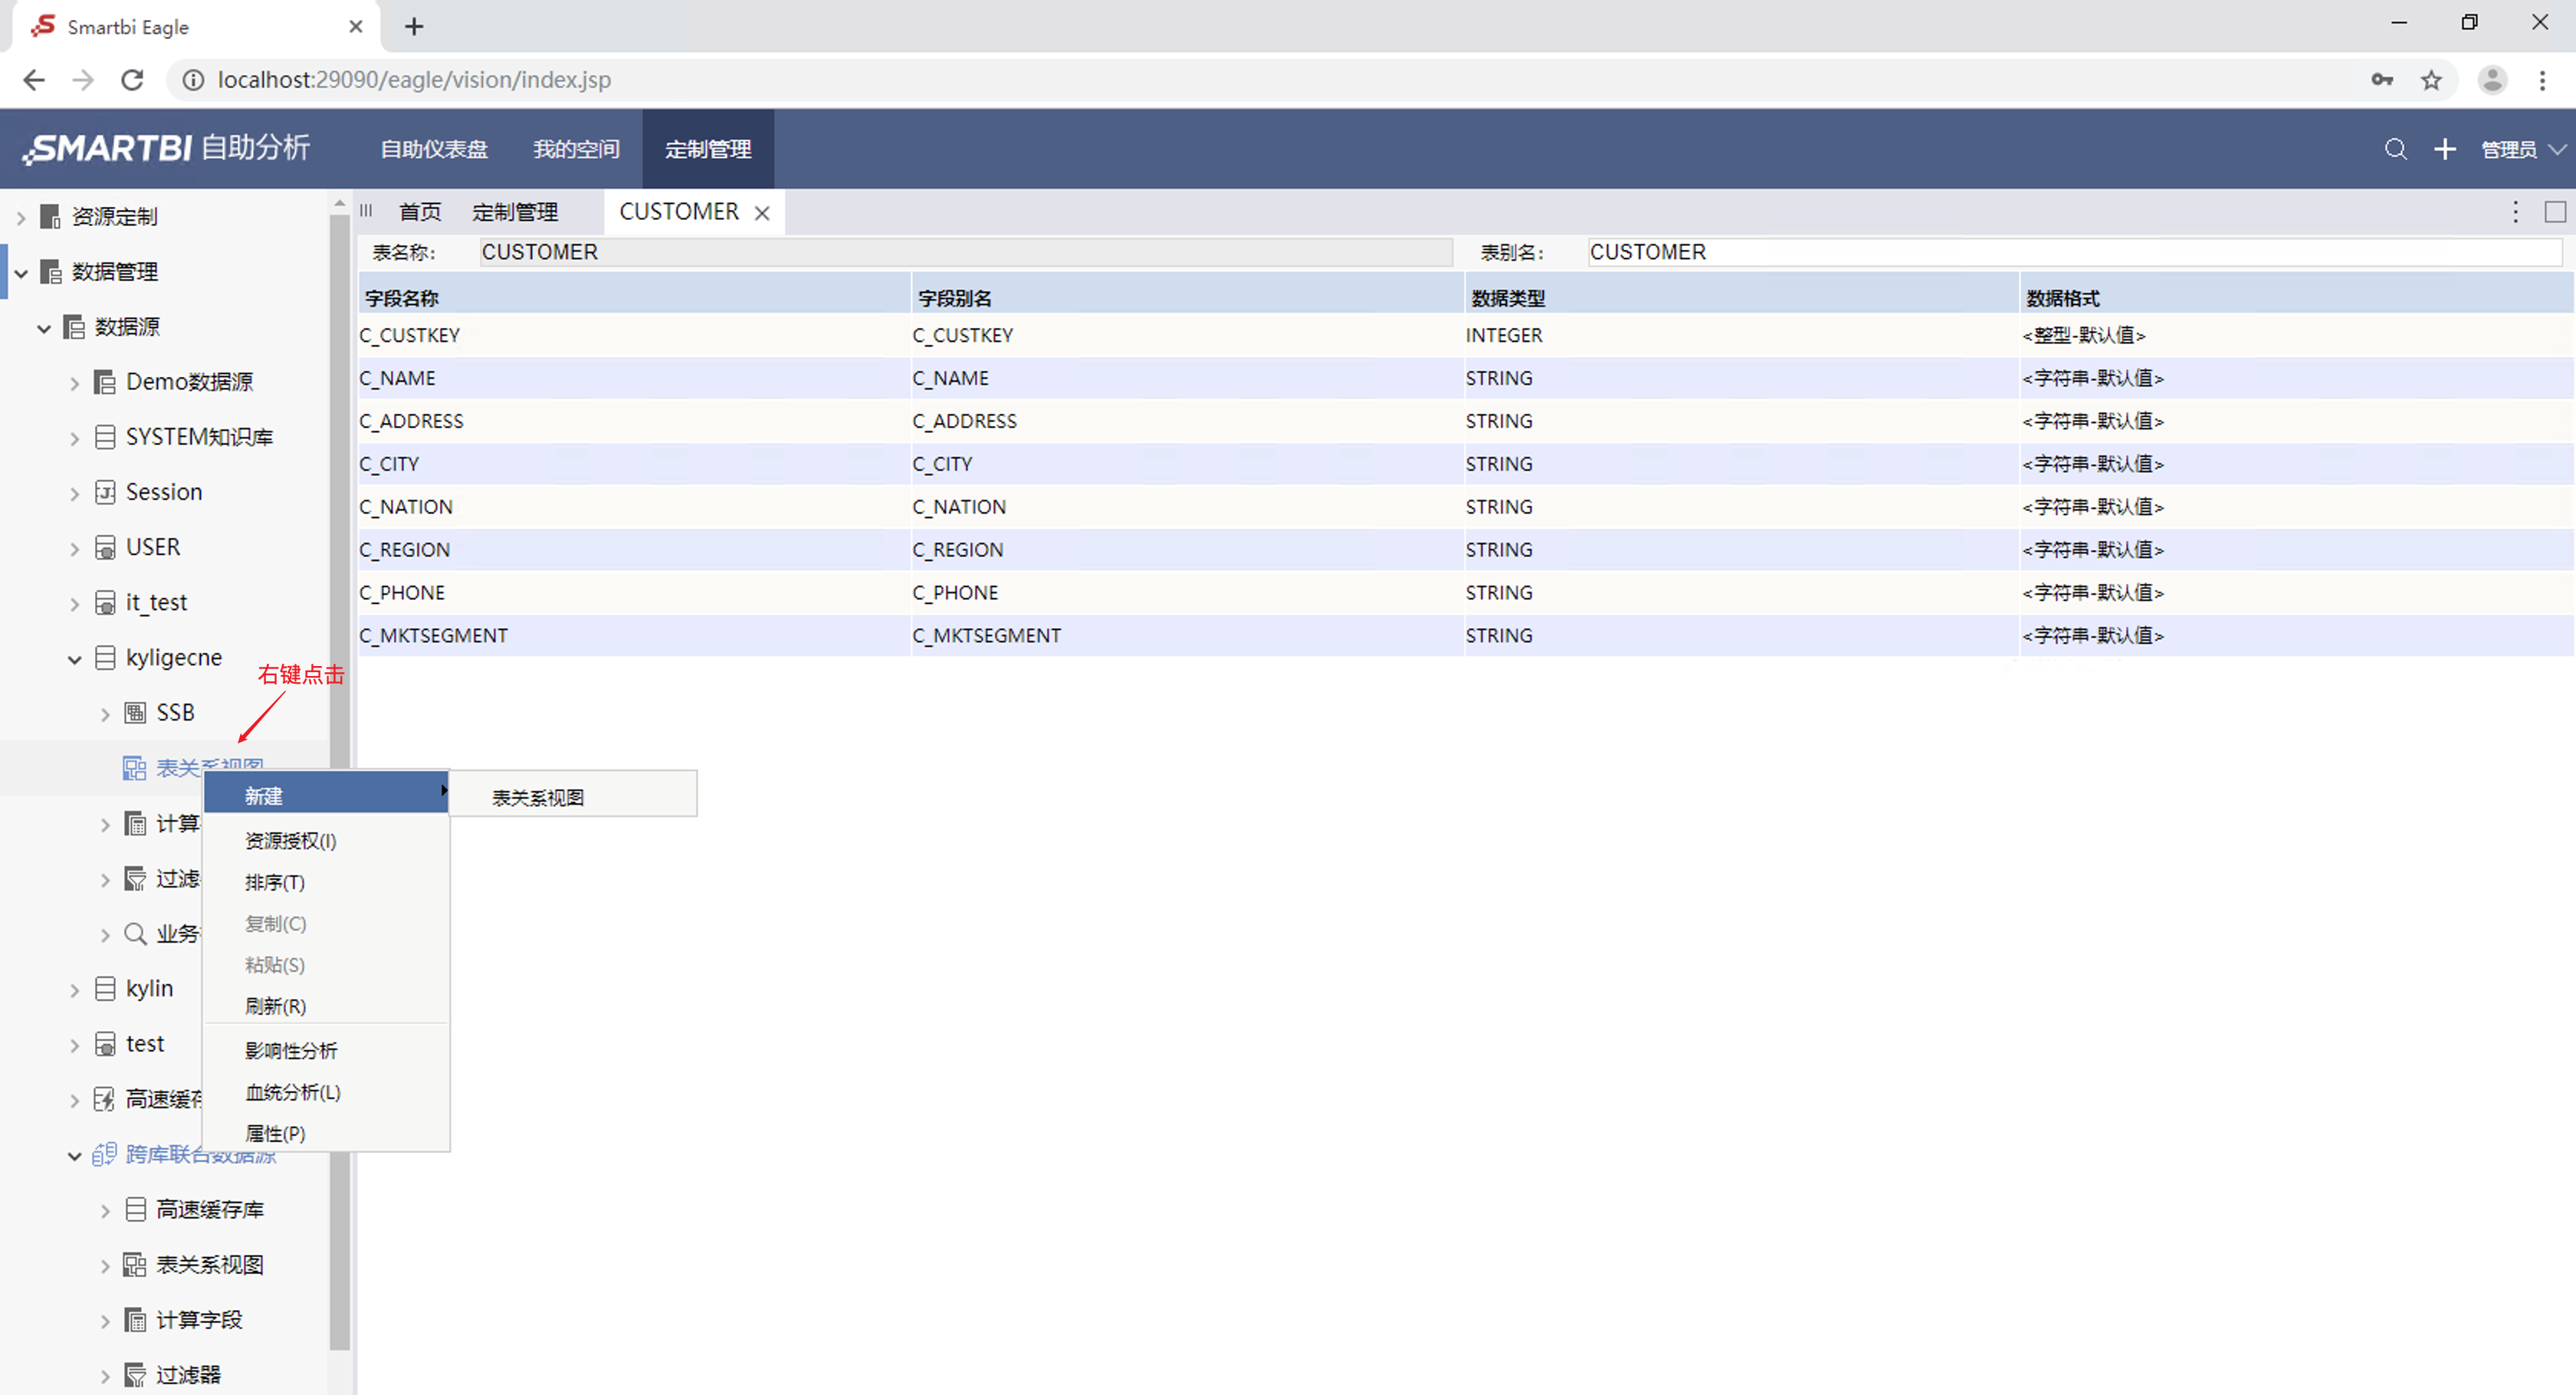 Smartbi Eagle
localhost:29090/eagle/vision/index.jsp
SMARTBI 自助分析 自助仪表盘 我的空间 定制管理 管理员
资源定制
数据管理
数据源
Demo数据源
SYSTEM知识库
Session
USER
it_test
kyligecne
右键点击
SSB
表关系视图
计算
过滤
业务
kylin
test
高速缓存
跨库联合数据源
高速缓存库
表关系视图
计算字段
过滤器
新建
资源授权(I)
排序(T)
复制(C)
粘贴(S)
刷新(R)
影响性分析
血统分析(L)
属性(P)
表关系视图
首页 定制管理 CUSTOMER
表名称: CUSTOMER 表别名: CUSTOMER
字段名称 字段别名 数据类型 数据格式
C_CUSTKEY C_CUSTKEY INTEGER <整型-默认值>
C_NAME C_NAME STRING <字符串-默认值>
C_ADDRESS C_ADDRESS STRING <字符串-默认值>
C_CITY C_CITY STRING <字符串-默认值>
C_NATION C_NATION STRING <字符串-默认值>
C_REGION C_REGION STRING <字符串-默认值>
C_PHONE C_PHONE STRING <字符串-默认值>
C_MKTSEGMENT C_MKTSEGMENT STRING <字符串-默认值>